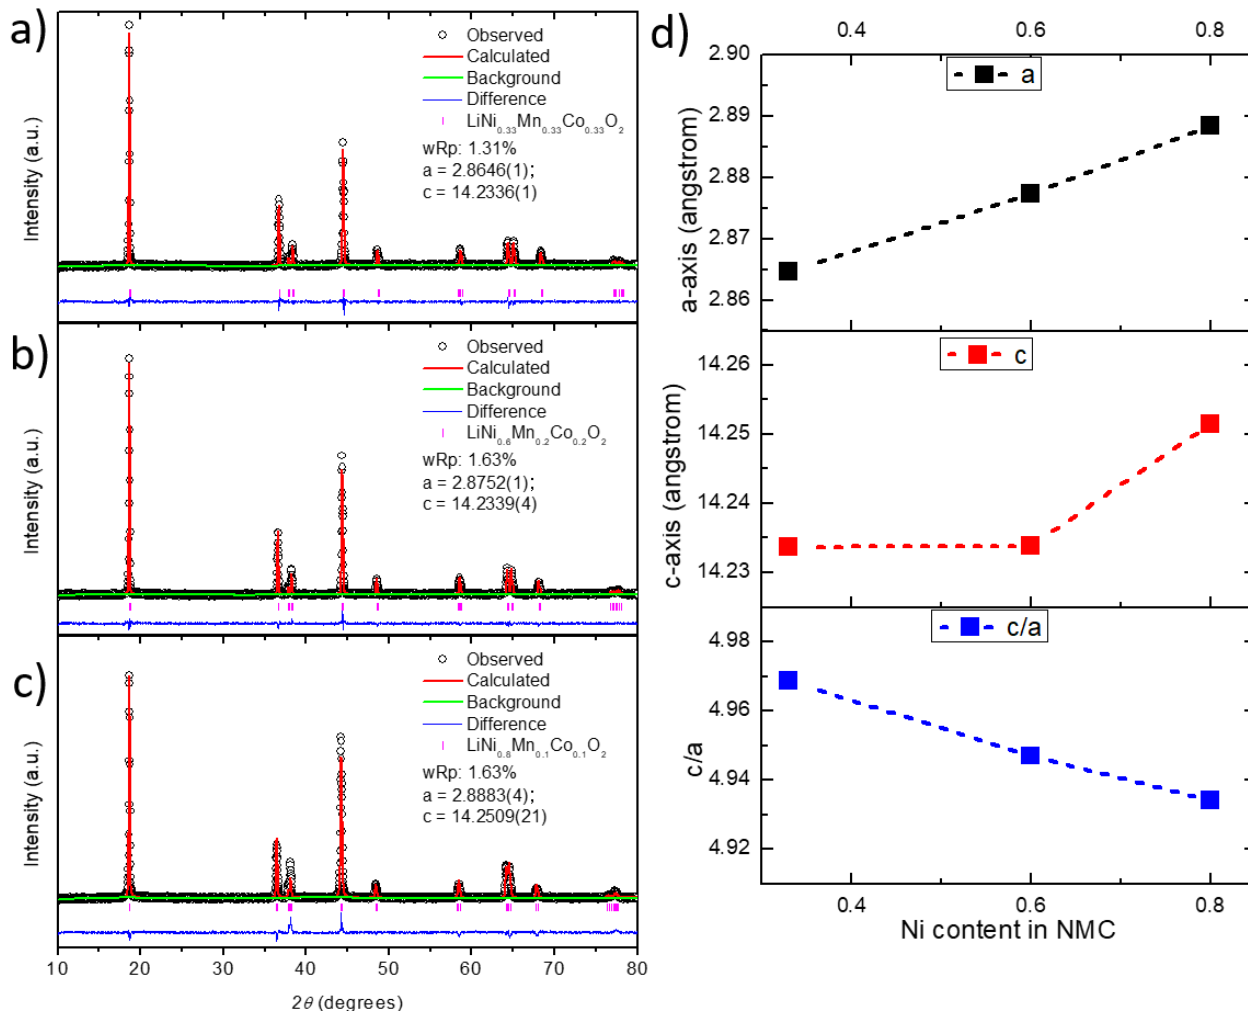 a)
Observed
Calculated
Background
Difference
LiNi0.33Mn0.33Co0.33O2
wRp: 1.31%
a = 2.8646(1);
c = 14.2336(1)
Intensity (a.u.)
b)
Observed
Calculated
Background
Difference
LiNi0.6Mn0.2Co0.2O2
wRp: 1.63%
a = 2.8752(1);
c = 14.2339(4)
Intensity (a.u.)
c)
Observed
Calculated
Background
Difference
LiNi0.8Mn0.1Co0.1O2
wRp: 1.63%
a = 2.8883(4);
c = 14.2509(21)
Intensity (a.u.)
10 20 30 40 50 60 70 80
2θ (degrees)
d)
0.4 0.6 0.8
a
2.90
2.89
2.88
2.87
2.86
a-axis (angstrom)
c
14.26
14.25
14.24
14.23
c-axis (angstrom)
c/a
4.98
4.96
4.94
4.92
c/a
0.4 0.6 0.8
Ni content in NMC